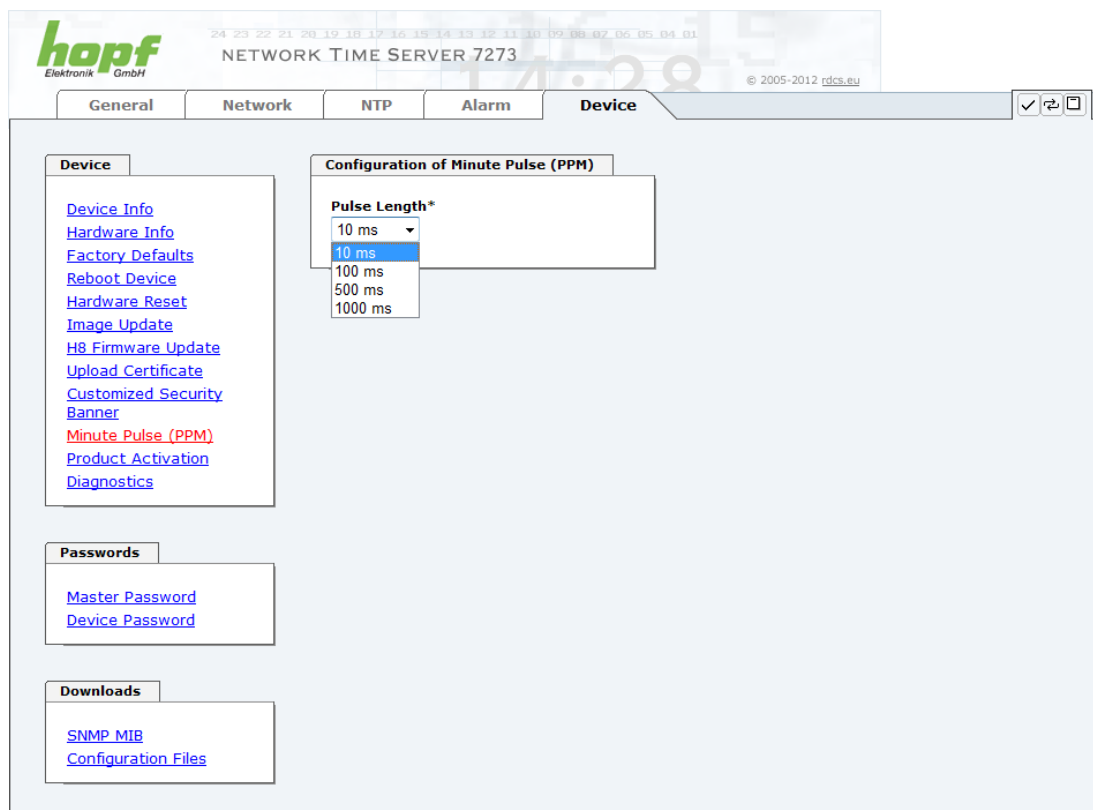 hopf
Elektronik GmbH
24 23 22 21 20 19 18 17 16 15 14 13 12 11 10 09 08 07 06 05 04 01
NETWORK TIME SERVER 7273
14:28
© 2005-2012 rdcs.eu
General
Network
NTP
Alarm
Device
Device
Device Info
Hardware Info
Factory Defaults
Reboot Device
Hardware Reset
Image Update
H8 Firmware Update
Upload Certificate
Customized Security
Banner
Minute Pulse (PPM)
Product Activation
Diagnostics
Configuration of Minute Pulse (PPM)
Pulse Length*
10 ms
10 ms
100 ms
500 ms
1000 ms
Passwords
Master Password
Device Password
Downloads
SNMP MIB
Configuration Files